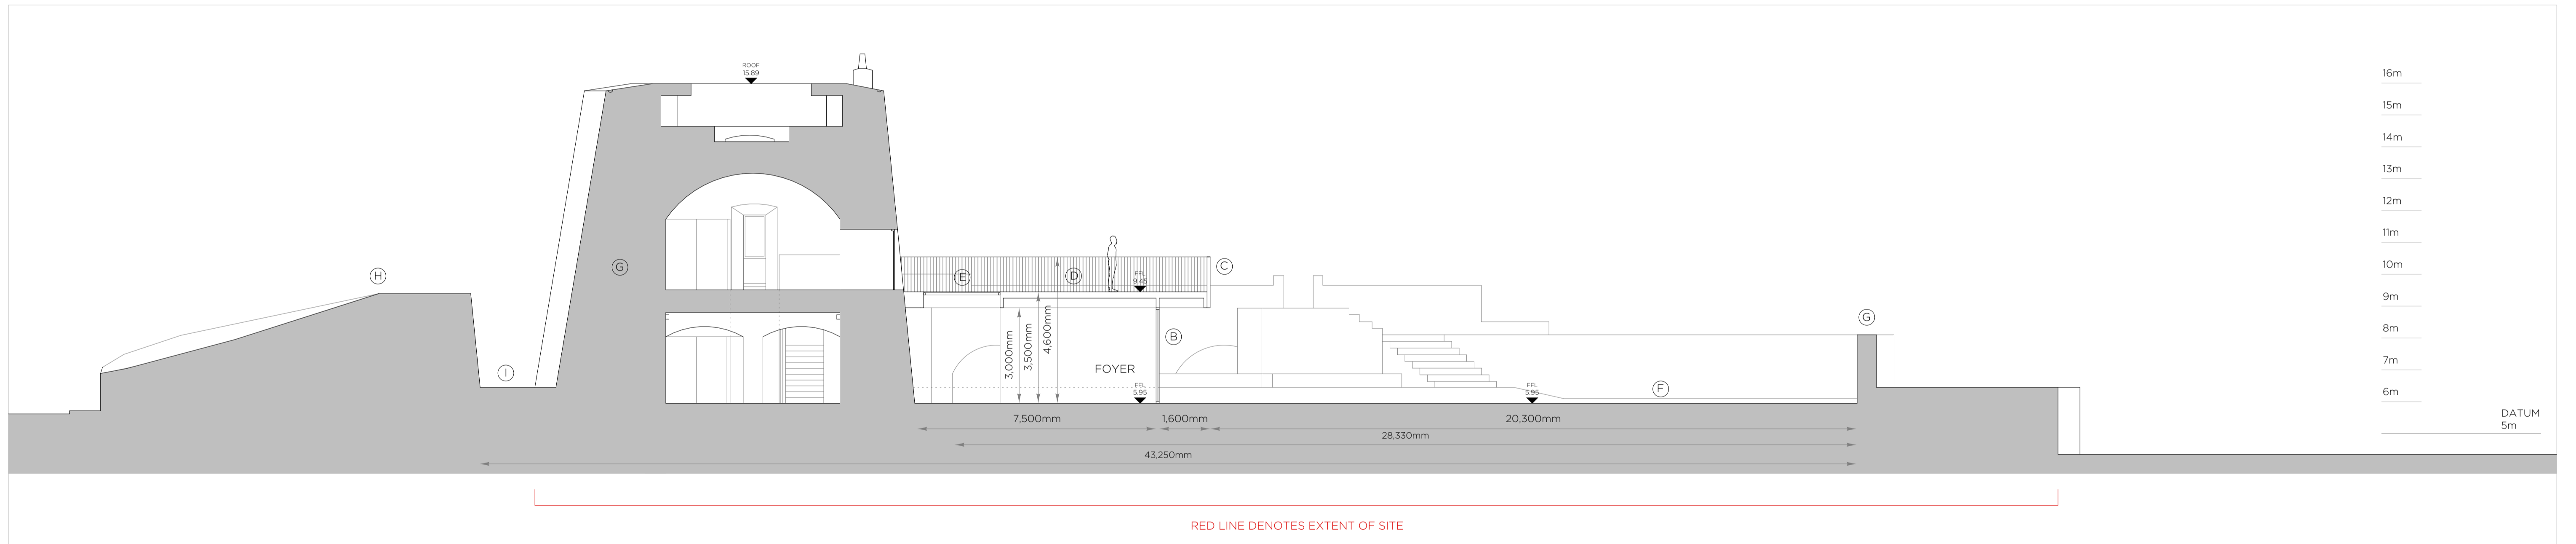 ROOF
15.89
16m
15m
14m
13m
12m
11m
10m
9m
8m
7m
6m
DATUM
5m
H
G
I
E
D
C
FFL
9.45
B
3,000mm
3,500mm
4,600mm
FOYER
FFL
5.95
FFL
5.95
F
G
7,500mm
1,600mm
20,300mm
28,330mm
43,250mm
RED LINE DENOTES EXTENT OF SITE